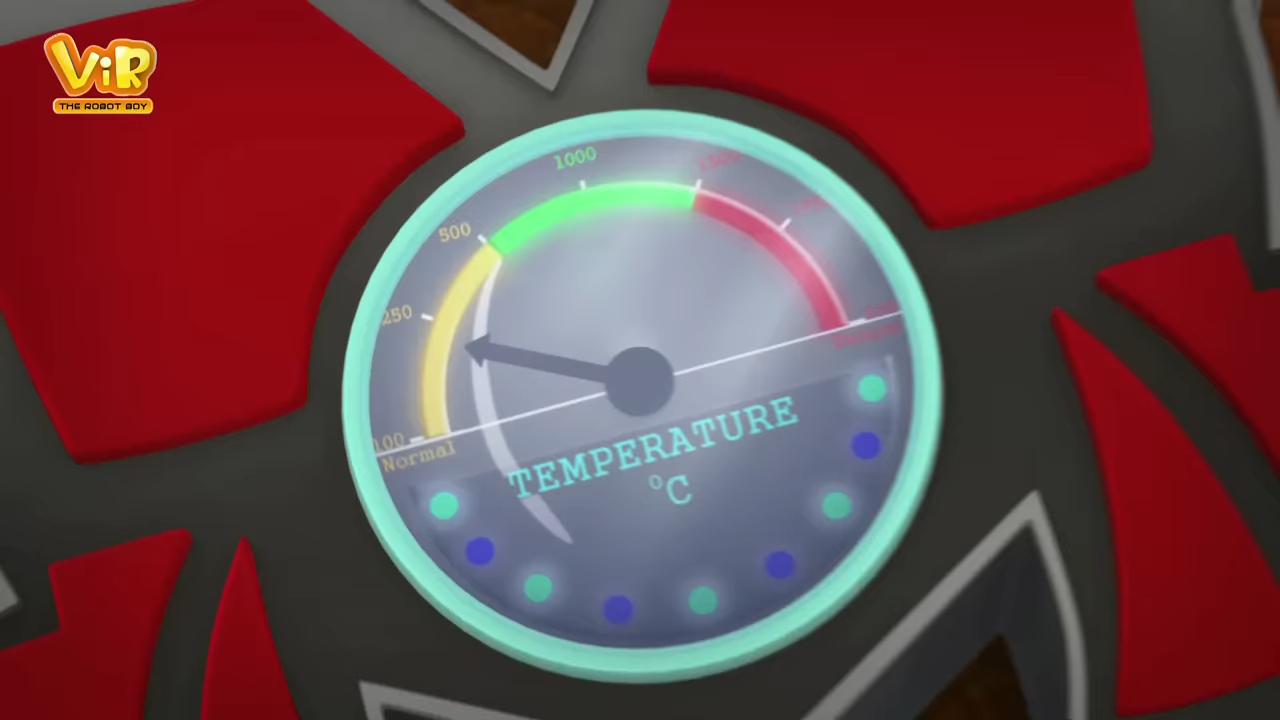 ViR
THE ROBOT BOY
1000
500
250
100
Normal
TEMPERATURE
°C